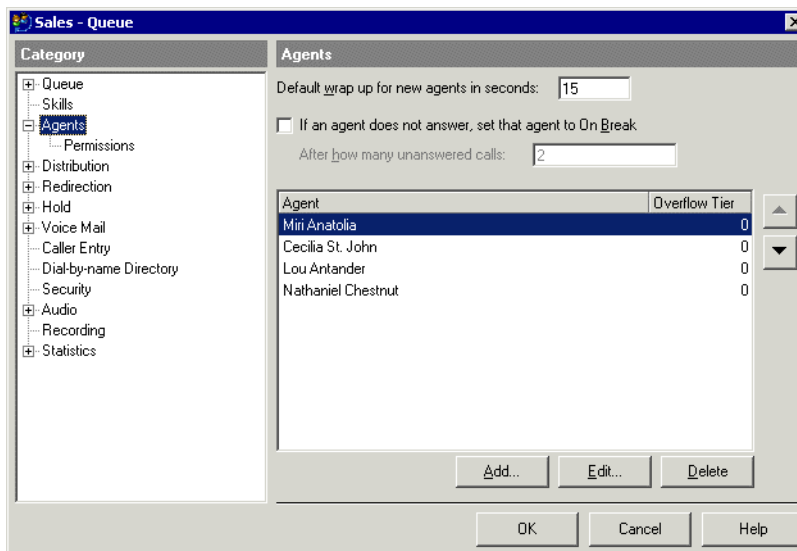 Sales - Queue
Category
Queue
Skills
Agents
Permissions
Distribution
Redirection
Hold
Voice Mail
Caller Entry
Dial-by-name Directory
Security
Audio
Recording
Statistics
Agents
Default wrap up for new agents in seconds: 15
If an agent does not answer, set that agent to On Break
After how many unanswered calls: 2
Agent Overflow Tier
Miri Anatolia 0
Cecilia St. John 0
Lou Antander 0
Nathaniel Chestnut 0
Add... Edit... Delete
OK Cancel Help